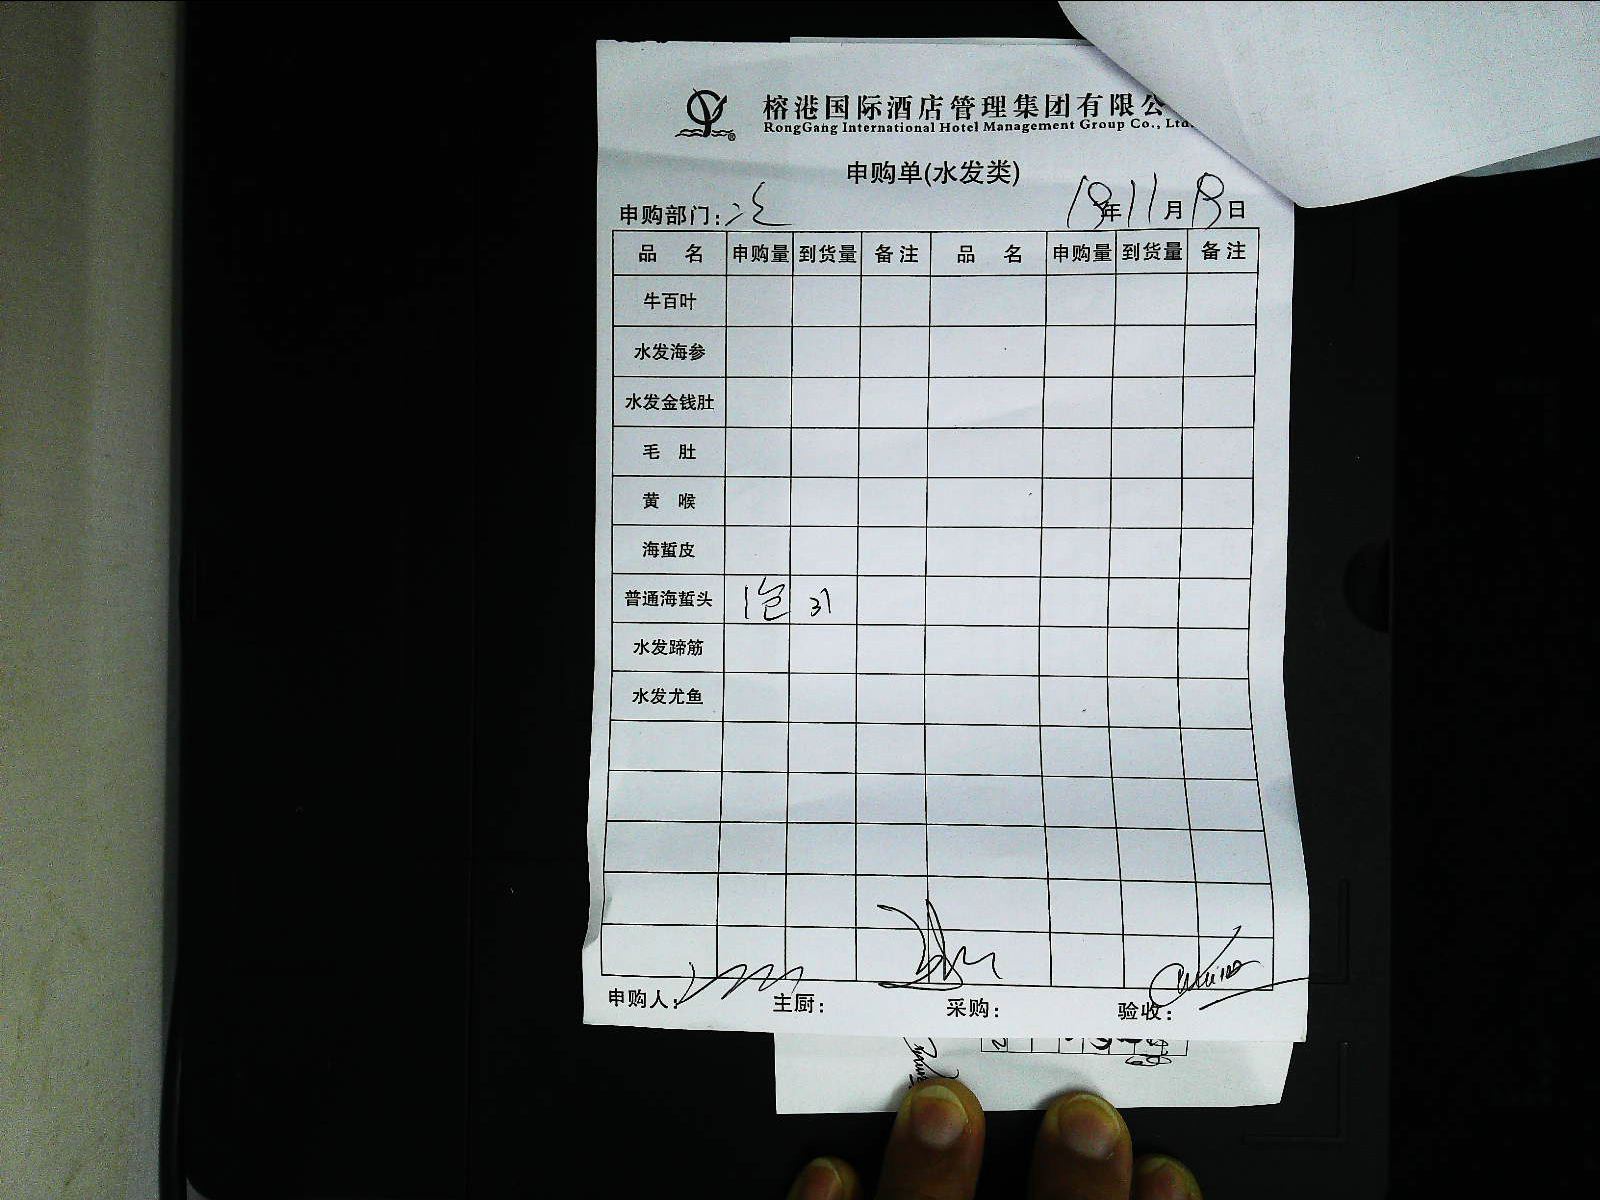 榕港国际酒店管理集团有限公
RongGang International Hotel Management Group Co., Ltd.
申购单(水发类)
申购部门: 年11月日
品名 申购量 到货量 备注 品名 申购量 到货量 备注
牛百叶
水发海参
水发金钱肚
毛肚
黄喉
海蜇皮
普通海蜇头 1包 31
水发蹄筋
水发尤鱼
申购人: 主厨: 采购: 验收: